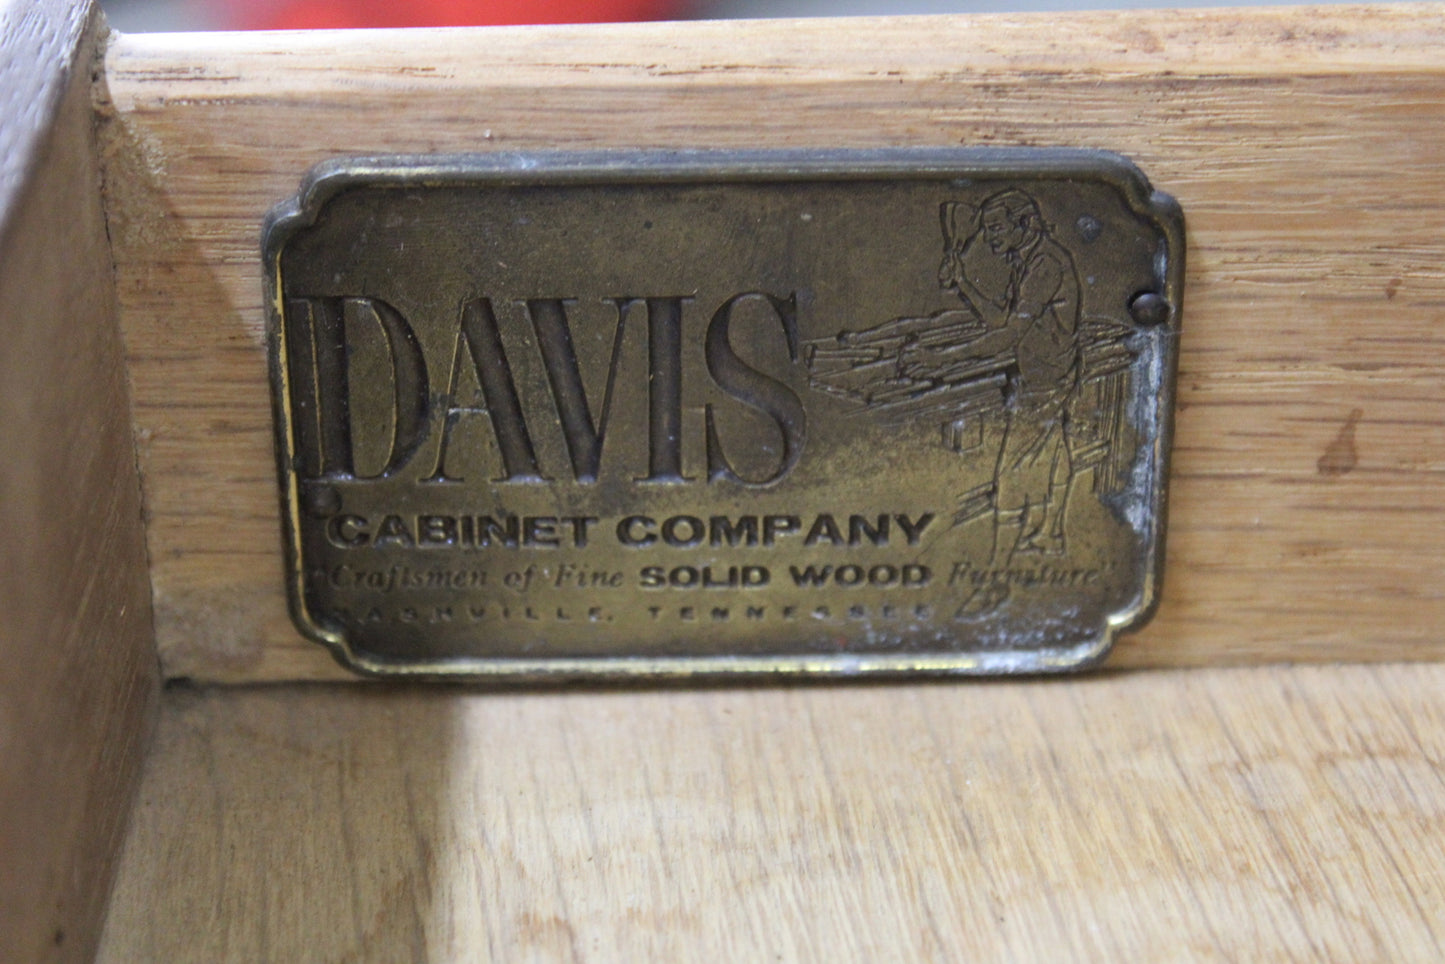 DAVIS
CABINET COMPANY
"Craftsmen of Fine SOLID WOOD Furniture"
NASHVILLE, TENNESSEE